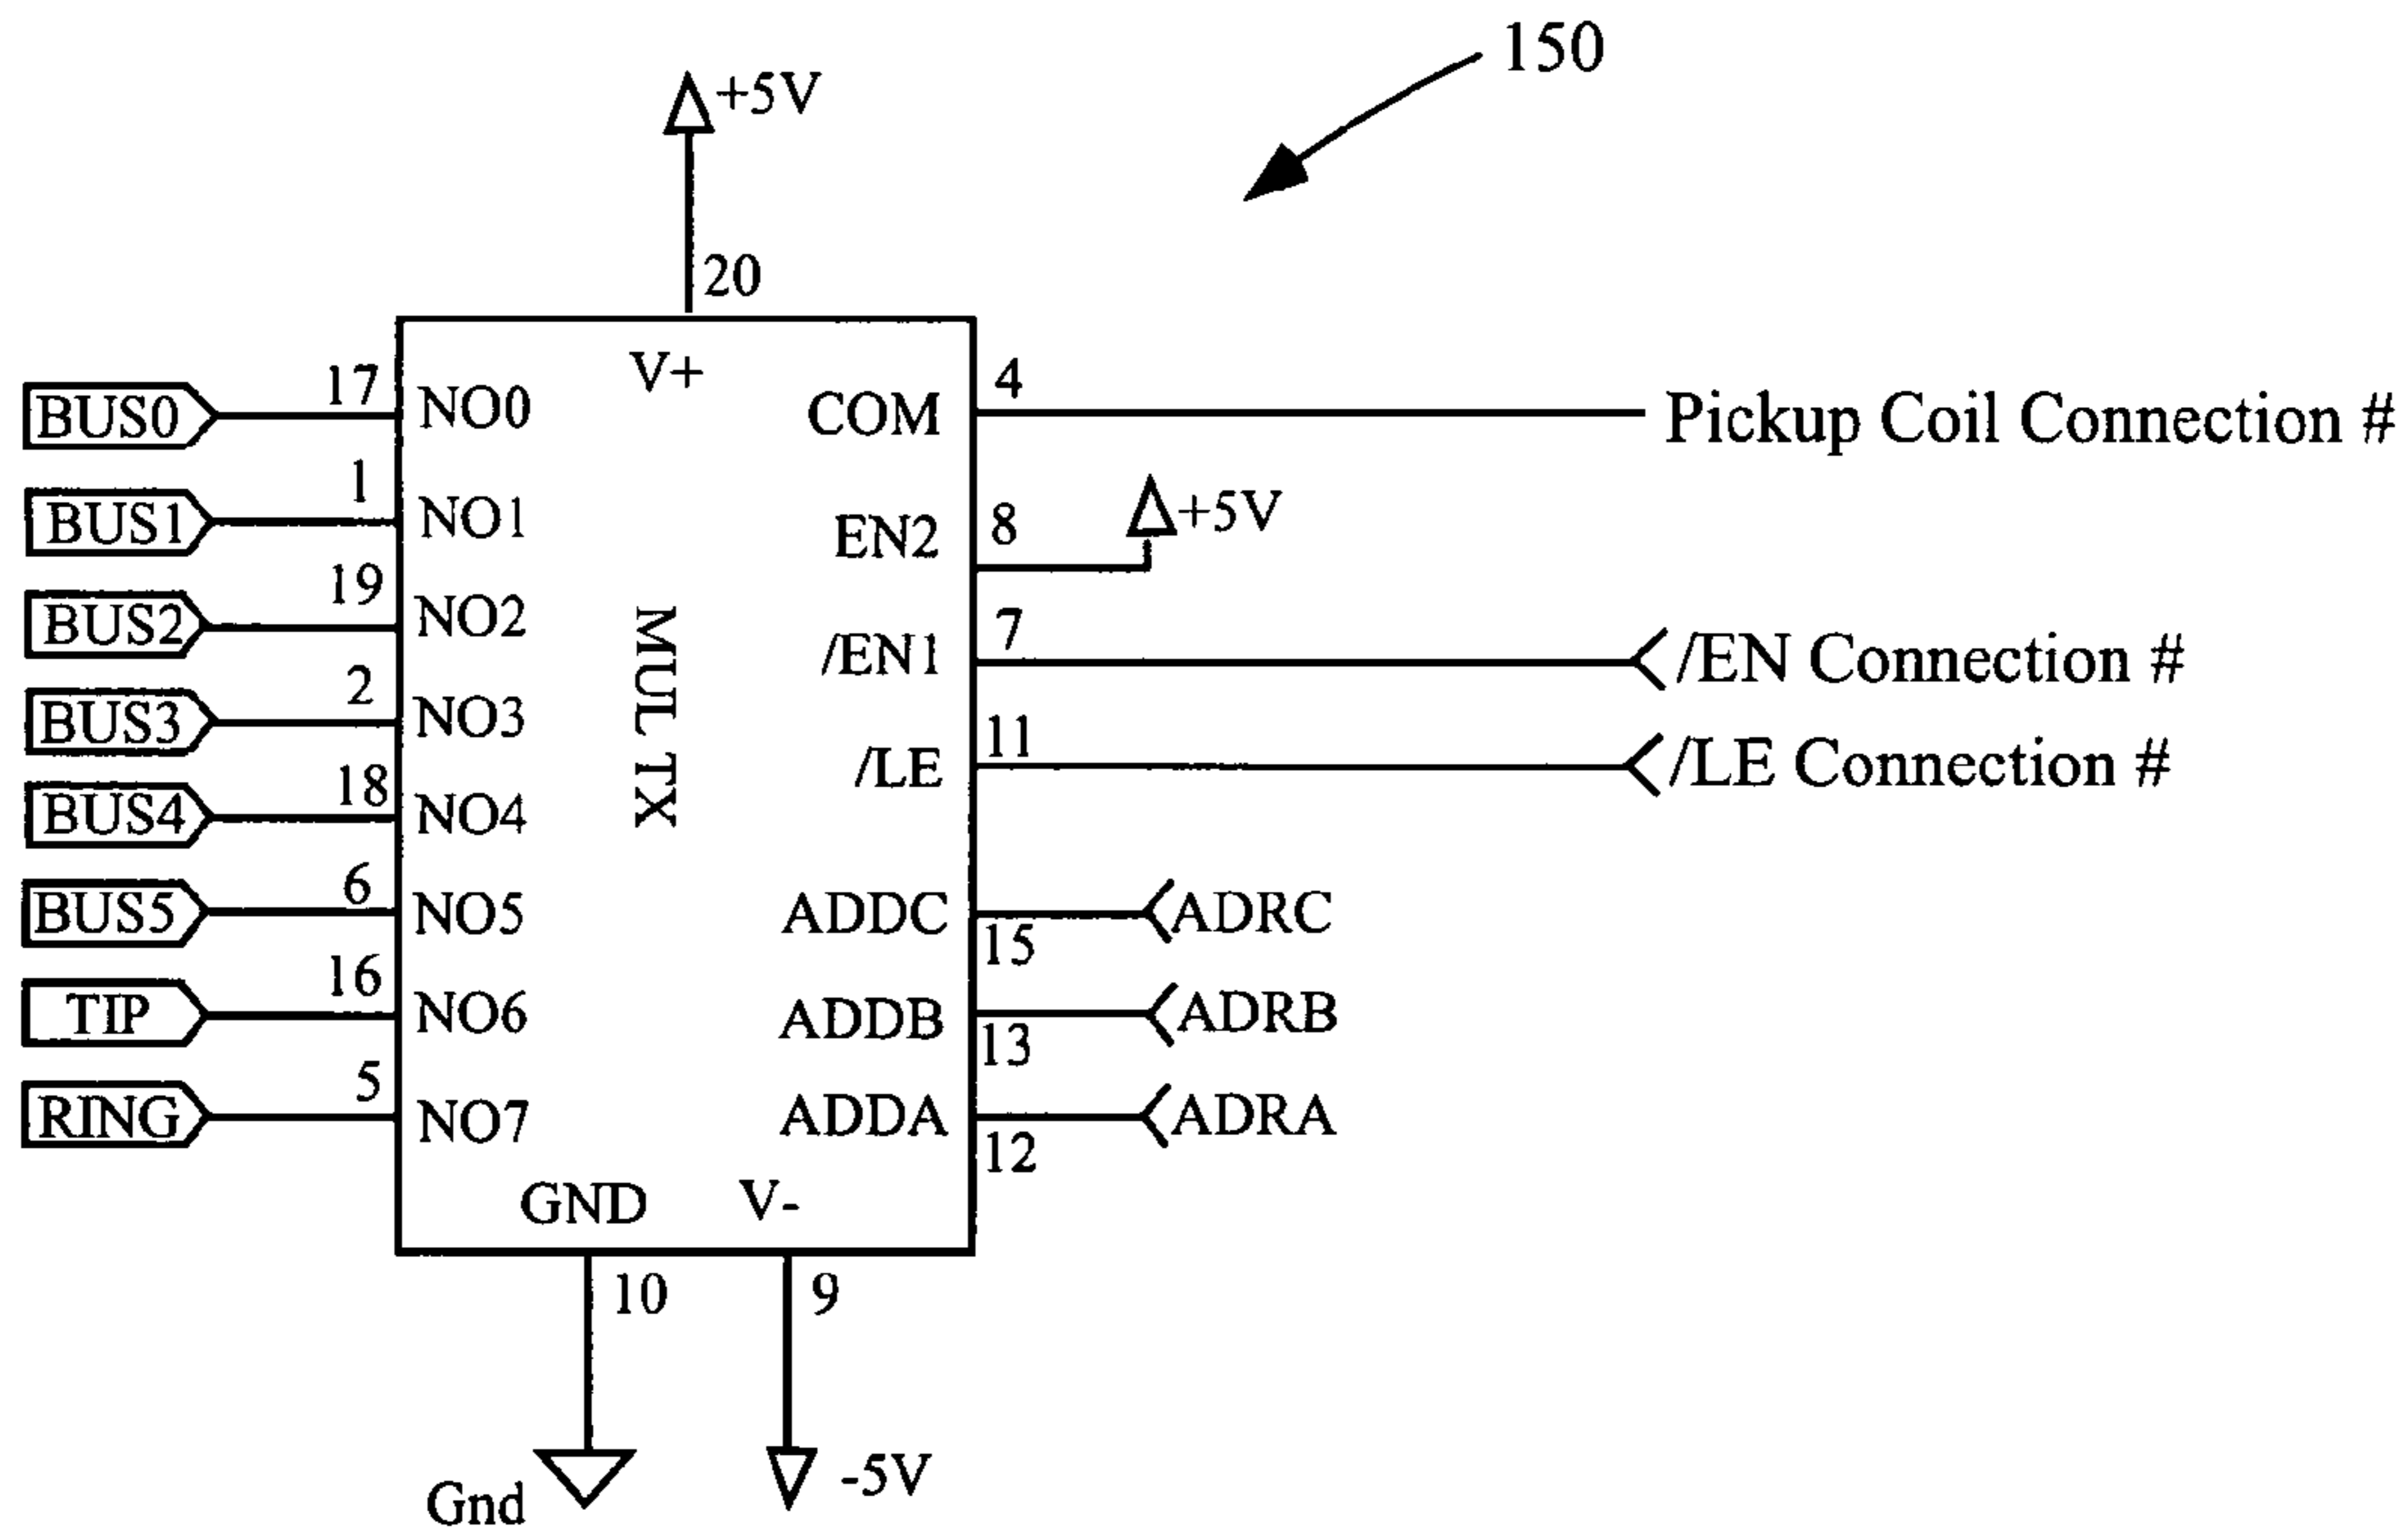 150
+5V
20
V+
BUS0 17 NO0
COM 4 Pickup Coil Connection #
BUS1 1 NO1
EN2 8 +5V
BUS2 19 NO2
/EN1 7 /EN Connection #
BUS3 2 NO3
/LE 11 /LE Connection #
BUS4 18 NO4
MUL TX
BUS5 6 NO5
ADDC 15 ADRC
TIP 16 NO6
ADDB 13 ADRB
RING 5 NO7
ADDA 12 ADRA
GND V-
10 9
Gnd -5V